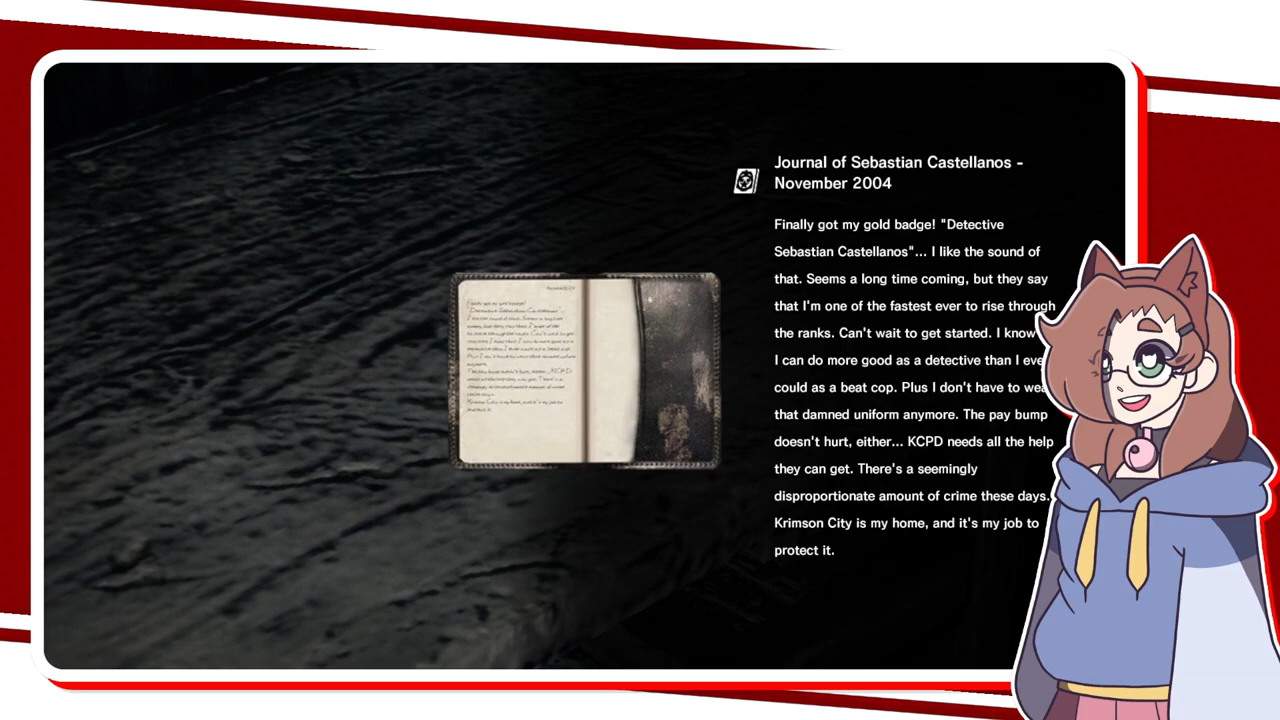 Journal of Sebastian Castellanos -
November 2004
Finally got my gold badge! "Detective
Sebastian Castellanos"... I like the sound of
that. Seems a long time coming, but they say
that I'm one of the fastest ever to rise through
the ranks. Can't wait to get started. I know
I can do more good as a detective than I eve
could as a beat cop. Plus I don't have to wea
that damned uniform anymore. The pay bump
doesn't hurt, either... KCPD needs all the help
they can get. There's a seemingly
disproportionate amount of crime these days.
Krimson City is my home, and it's my job to
protect it.